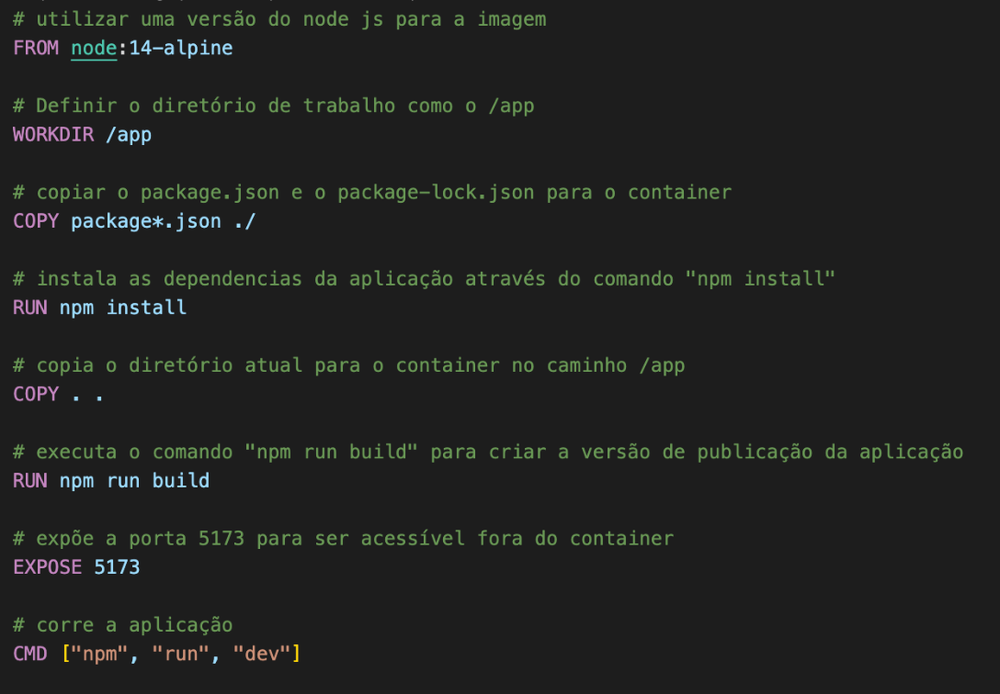 # utilizar uma versão do node js para a imagem
FROM node:14-alpine
# Definir o diretório de trabalho como o /app
WORKDIR /app
# copiar o package.json e o package-lock.json para o container
COPY package*.json ./
# instala as dependencias da aplicação através do comando "npm install"
RUN npm install
# copia o diretório atual para o container no caminho /app
COPY . .
# executa o comando "npm run build" para criar a versão de publicação da aplicação
RUN npm run build
# expõe a porta 5173 para ser acessível fora do container
EXPOSE 5173
# corre a aplicação
CMD ["npm", "run", "dev"]